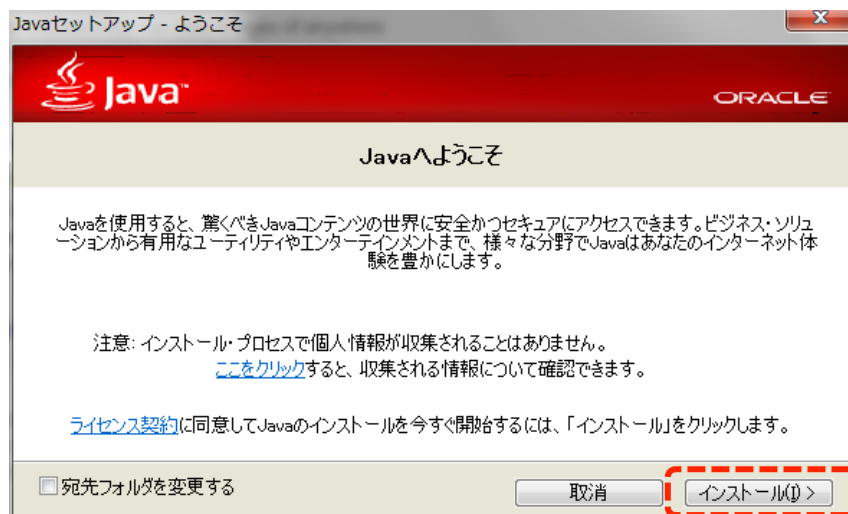 Javaセットアップ - ようこそ
Java™
ORACLE
Javaへようこそ
Javaを使用すると、驚くべきJavaコンテンツの世界に安全かつセキュアにアクセスできます。ビジネス・ソリュ
ーションから有用なユーティリティやエンターテインメントまで、様々な分野でJavaはあなたのインターネット体
験を豊かにします。
注意: インストール・プロセスで個人情報が収集されることはありません。
ここをクリックすると、収集される情報について確認できます。
ライセンス契約に同意してJavaのインストールを今すぐ開始するには、「インストール」をクリックします。
宛先フォルダを変更する
取消
インストール(I) >